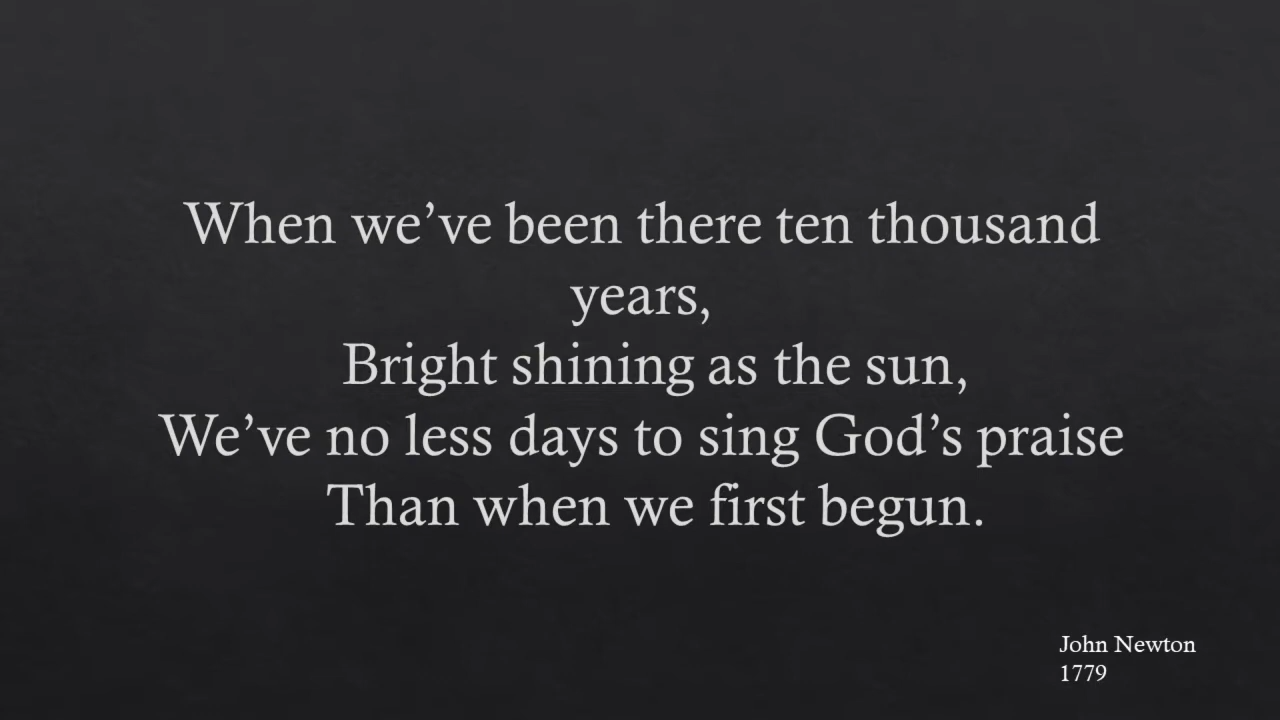 When we’ve been there ten thousand
years,
Bright shining as the sun,
We’ve no less days to sing God’s praise
Than when we first begun.
John Newton
1779